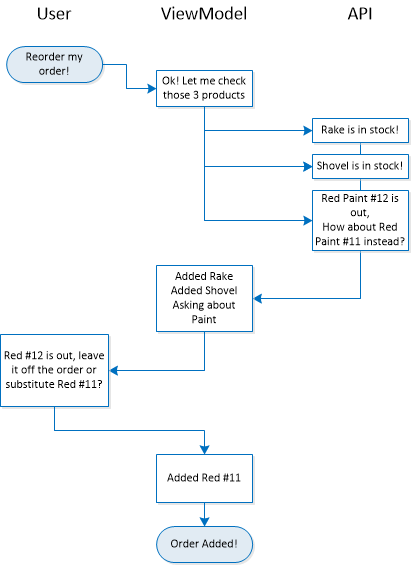 User
ViewModel
API
Reorder my
order!
Ok! Let me check
those 3 products
Rake is in stock!
Shovel is in stock!
Red Paint #12 is
out,
How about Red
Paint #11 instead?
Added Rake
Added Shovel
Asking about
Paint
Red #12 is out, leave
it off the order or
substitute Red #11?
Added Red #11
Order Added!